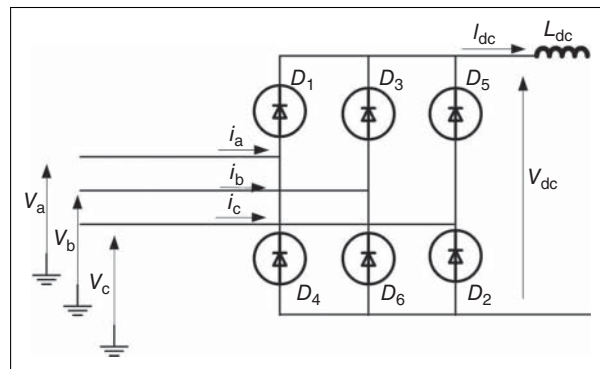 I_dc L_dc
D_1 D_3 D_5
i_a
i_b
i_c
V_a
V_b
V_c
V_dc
D_4 D_6 D_2